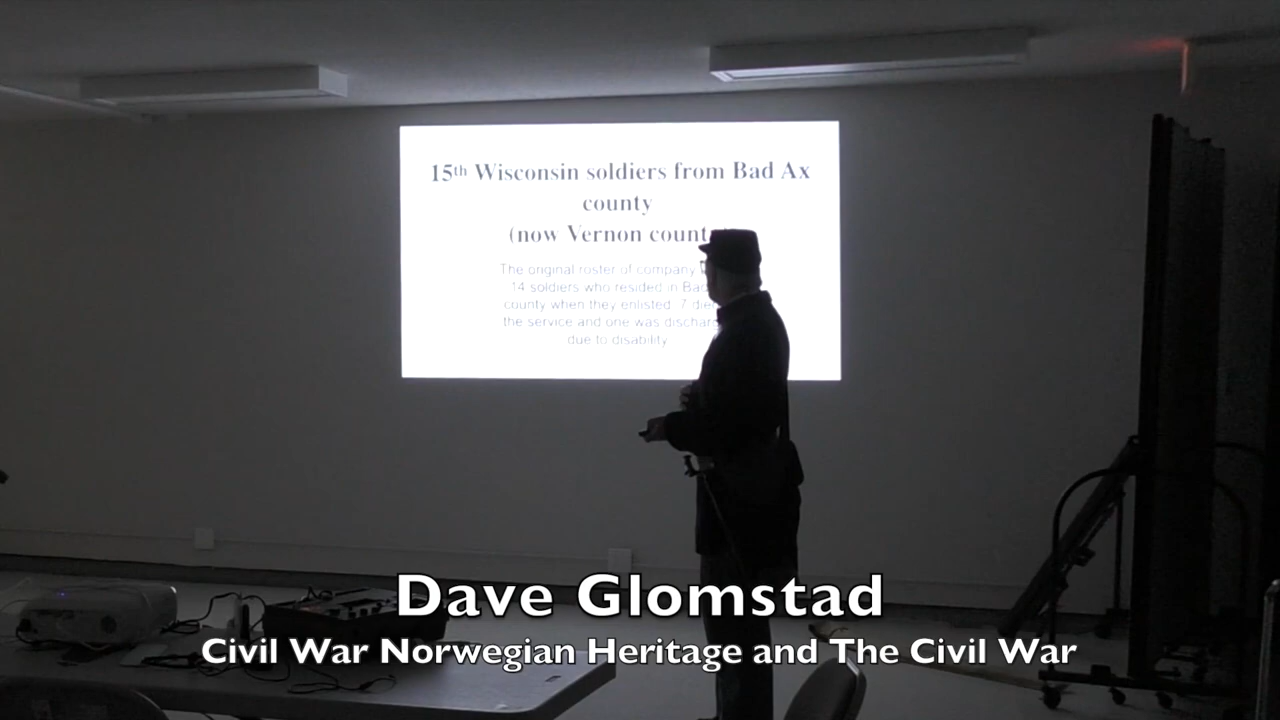 15th Wisconsin soldiers from Bad Ax
county
(now Vernon count
The original roster of company
14 soldiers who resided in Bad
county when they enlisted. 7 die
the service and one was discharg
due to disability
Dave Glomstad
Civil War Norwegian Heritage and The Civil War